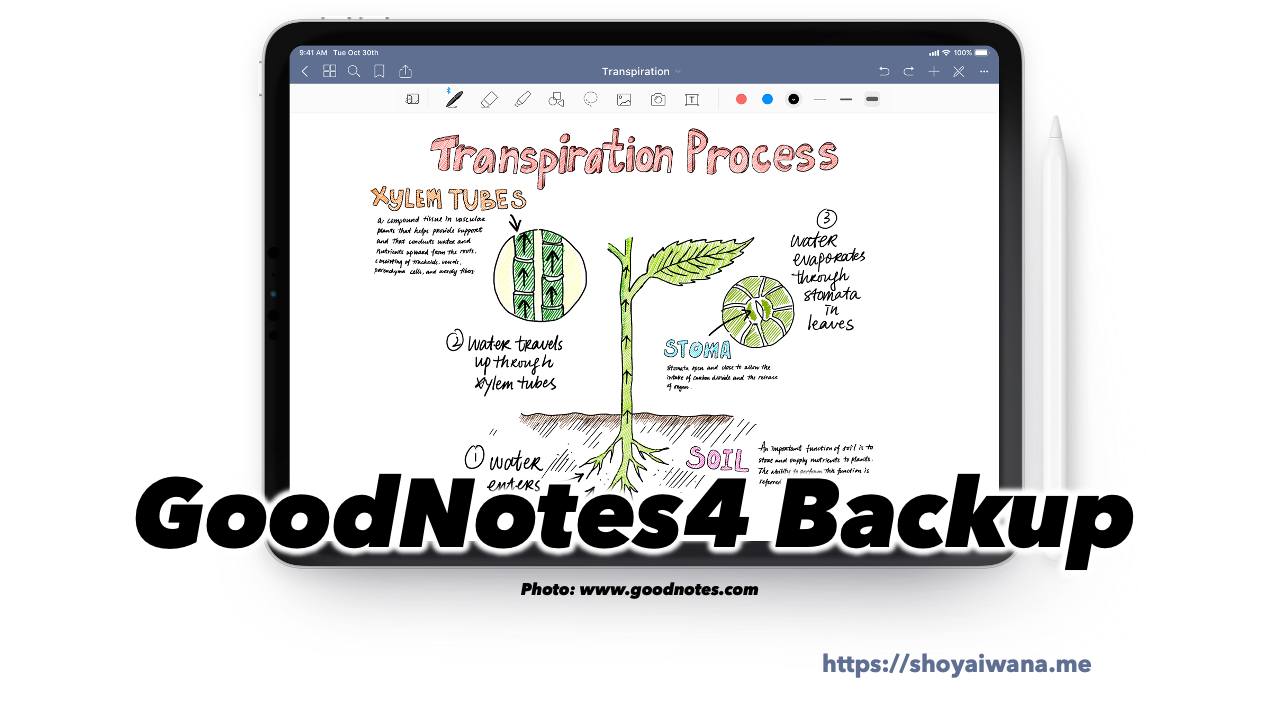 9:41 AM Tue Oct 30th
100%
Transpiration
T
Transpiration Process
XYLEM TUBES
a compound tissue in vascular
plants that helps provide support
and that conducts water and
nutrients upward from the roots,
consisting of tracheids, vessels,
parenchyma cells, and woody fiber
3
water
evaporates
through
stomata
in
leaves
2 Water travels
up through
xylem tubes
STOMA
Stomata open and close to allow the
intake of carbon dioxide and the release
of
1 water
enters
SOIL
An important function of soil is to
store and supply nutrients to plants.
The ability to perform this function is
referred
GoodNotes4 Backup
Photo: www.goodnotes.com
https://shoyaiwana.me